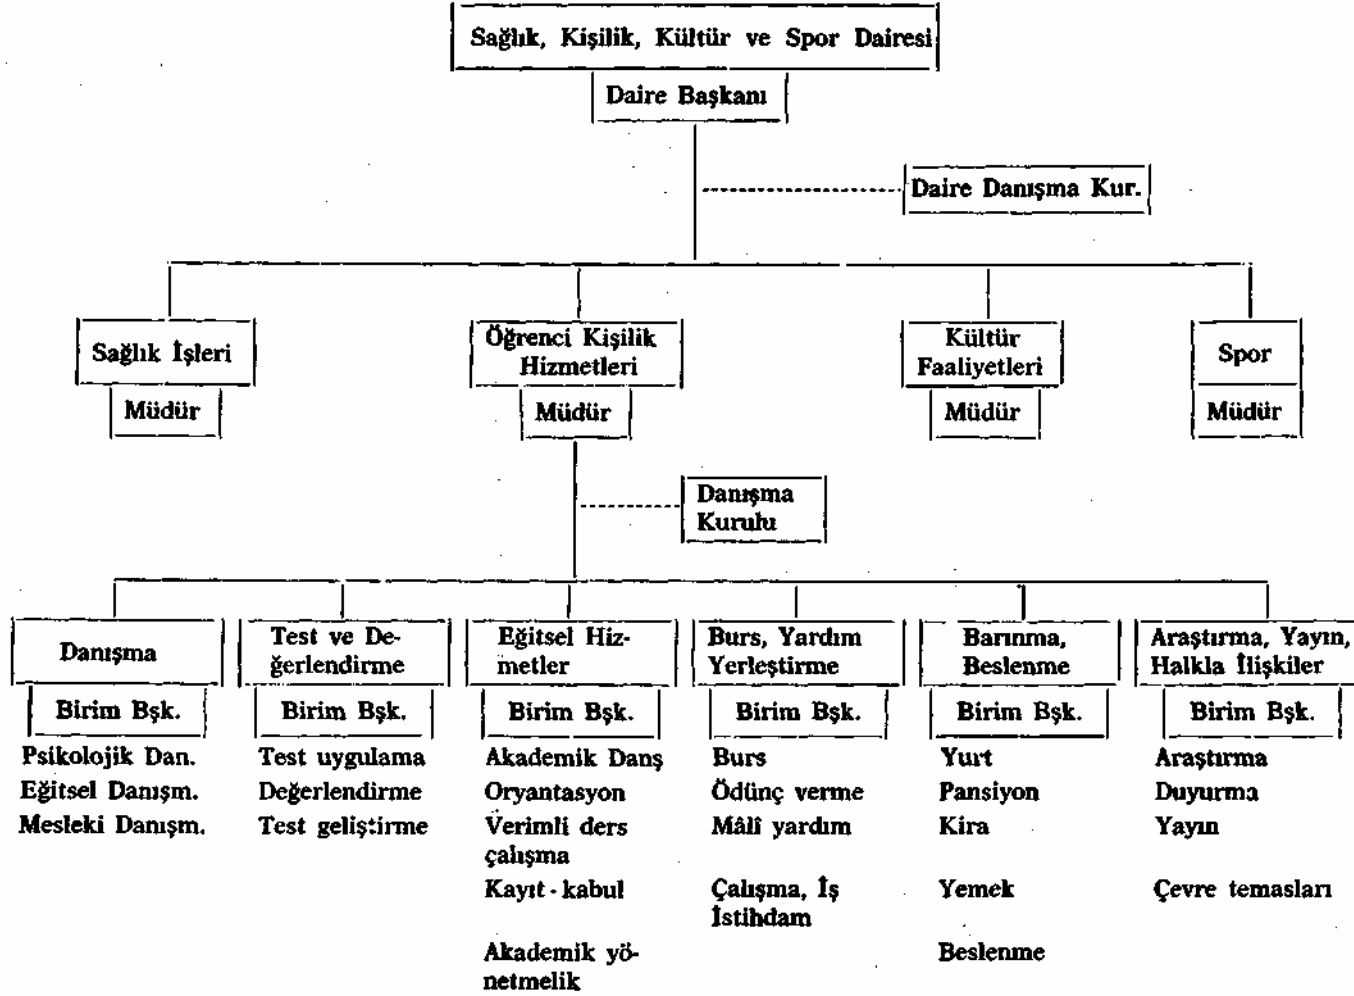 Sağlık, Kişilik, Kültür ve Spor Dairesi
Daire Başkanı
Daire Danışma Kur.
Sağlık İşleri
Müdür
Öğrenci Kişilik
Hizmetleri
Müdür
Kültür
Faaliyetleri
Müdür
Spor
Müdür
Danışma
Kurulu
Danışma
Birim Bşk.
Psikolojik Dan.
Eğitsel Danışm.
Mesleki Danışm.
Test ve De-
ğerlendirme
Birim Bşk.
Test uygulama
Değerlendirme
Test geliştirme
Eğitsel Hiz-
metler
Birim Bşk.
Akademik Danş
Oryantasyon
Verimli ders
çalışma
Kayıt - kabul
Akademik yö-
netmelik
Burs, Yardım
Yerleştirme
Birim Bşk.
Burs
Ödünç verme
Mâlî yardım
Çalışma, İş
İstihdam
Barınma,
Beslenme
Birim Bşk.
Yurt
Pansiyon
Kira
Yemek
Beslenme
Araştırma, Yayın,
Halkla İlişkiler
Birim Bşk.
Araştırma
Duyurma
Yayın
Çevre temasları